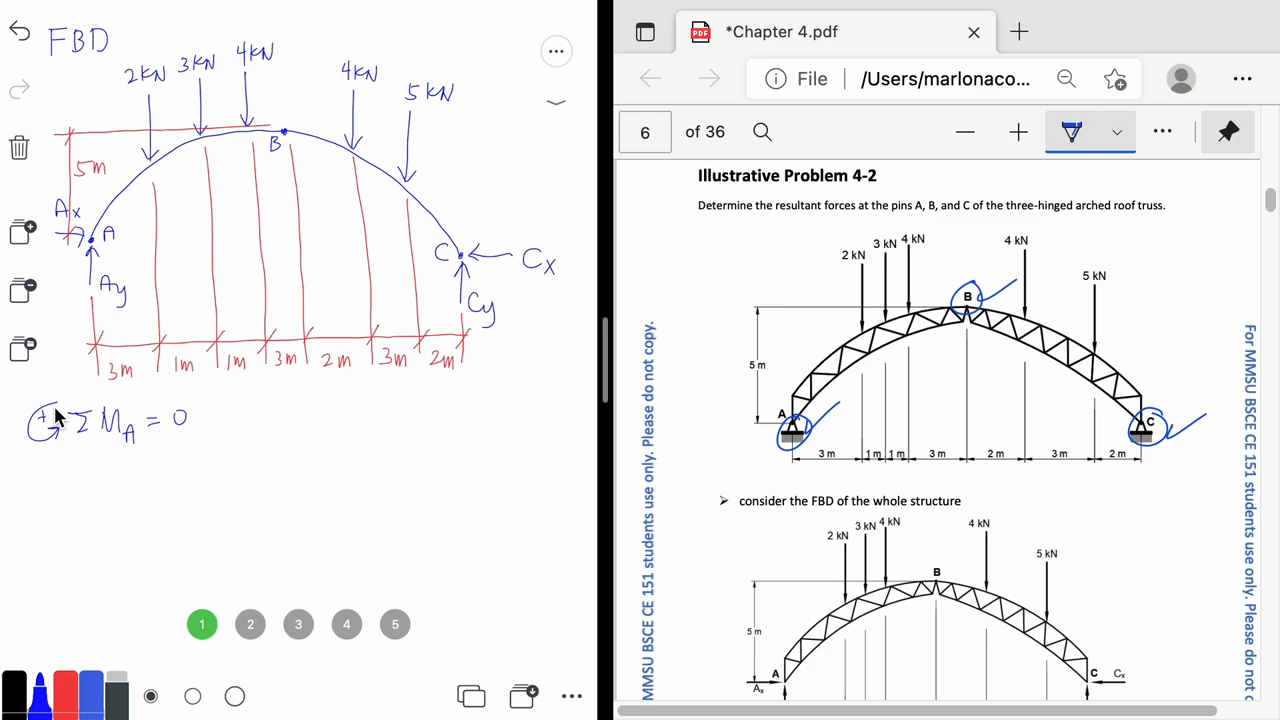 FBD
2kN 3kN 4kN 4kN 5kN
5m
B
Ax
A
Ay
C
Cx
Cy
3m 1m 1m 3m 2m 3m 2m
+ Σ M_A = 0
1 2 3 4 5
*Chapter 4.pdf
File /Users/marlonaco...
6 of 36
Illustrative Problem 4-2
Determine the resultant forces at the pins A, B, and C of the three-hinged arched roof truss.
2 kN 3 kN 4 kN 4 kN 5 kN
B
5 m
A
C
3 m 1 m 1 m 3 m 2 m 3 m 2 m
➢ consider the FBD of the whole structure
2 kN 3 kN 4 kN 4 kN 5 kN
B
5 m
A
Ax
C
Cx
MMSU BSCE CE 151 students use only. Please do not copy.
For MMSU BSCE CE 151 students use only. Please do not c